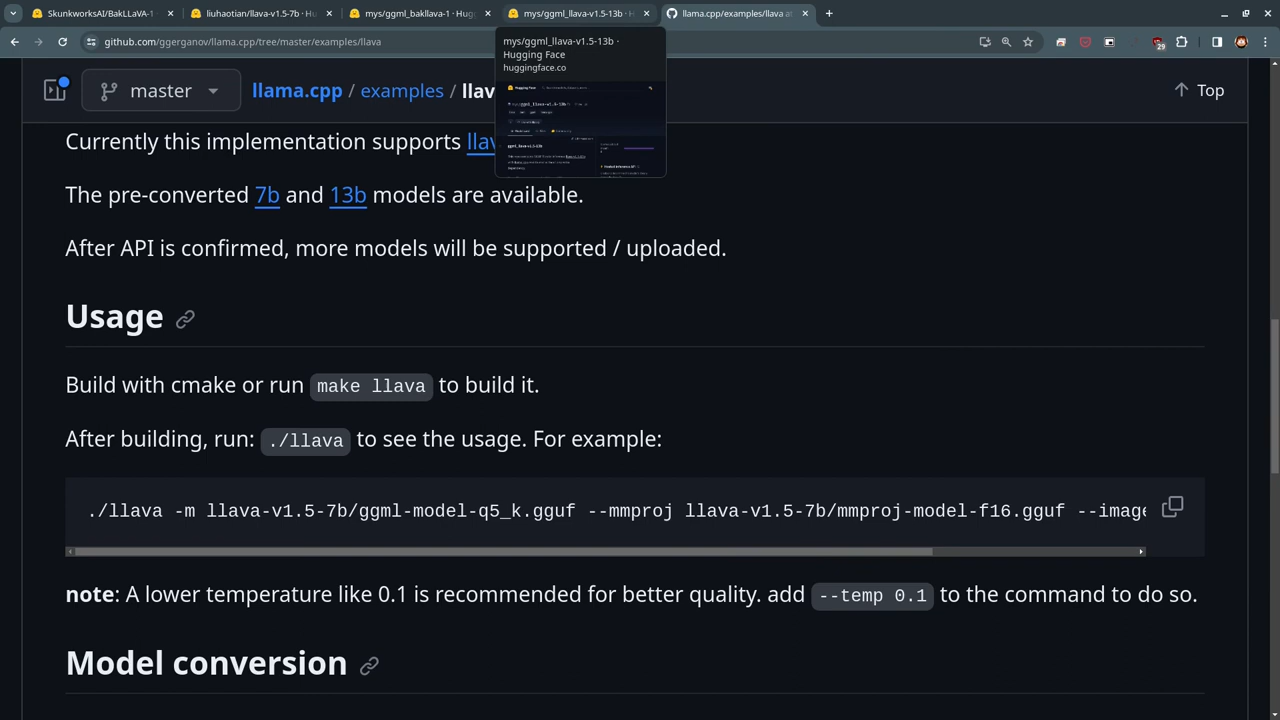 SkunkworksAI/BakLLaVA-1
liuhaotian/llava-v1.5-7b · Hu
mys/ggml_bakllava-1 · Hugg
mys/ggml_llava-v1.5-13b · H
llama.cpp/examples/llava at
github.com/ggerganov/llama.cpp/tree/master/examples/llava
29
mys/ggml_llava-v1.5-13b ·
Hugging Face
huggingface.co
master
llama.cpp / examples / llav
Top
Currently this implementation supports llav
The pre-converted 7b and 13b models are available.
After API is confirmed, more models will be supported / uploaded.
Usage
Build with cmake or run make llava to build it.
After building, run: ./llava to see the usage. For example:
./llava -m llava-v1.5-7b/ggml-model-q5_k.gguf --mmproj llava-v1.5-7b/mmproj-model-f16.gguf --image
note: A lower temperature like 0.1 is recommended for better quality. add --temp 0.1 to the command to do so.
Model conversion